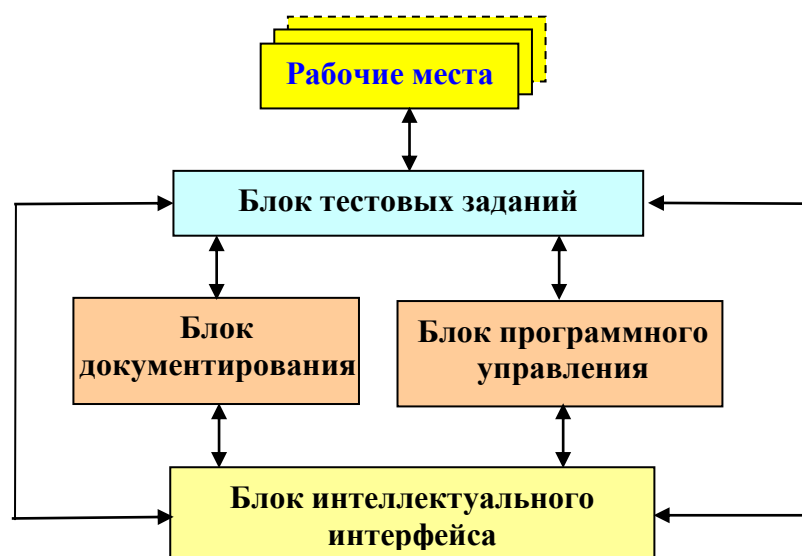 Рабочие места
Блок тестовых заданий
Блок
документирования
Блок программного
управления
Блок интеллектуального
интерфейса